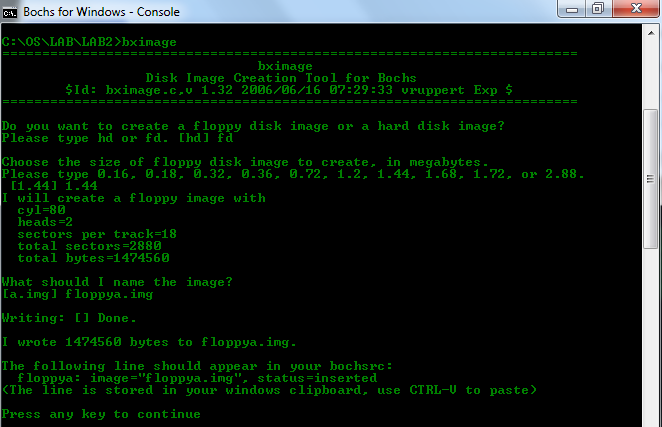 Bochs for Windows - Console
C:\OS\LAB\LAB2>bximage
========================================================================
bximage
Disk Image Creation Tool for Bochs
$Id: bximage.c,v 1.32 2006/06/16 07:29:33 vruppert Exp $
========================================================================
Do you want to create a floppy disk image or a hard disk image?
Please type hd or fd. [hd] fd
Choose the size of floppy disk image to create, in megabytes.
Please type 0.16, 0.18, 0.32, 0.36, 0.72, 1.2, 1.44, 1.68, 1.72, or 2.88.
[1.44] 1.44
I will create a floppy image with
cyl=80
heads=2
sectors per track=18
total sectors=2880
total bytes=1474560
What should I name the image?
[a.img] floppya.img
Writing: [] Done.
I wrote 1474560 bytes to floppya.img.
The following line should appear in your bochsrc:
floppya: image="floppya.img", status=inserted
(The line is stored in your windows clipboard, use CTRL-V to paste)
Press any key to continue